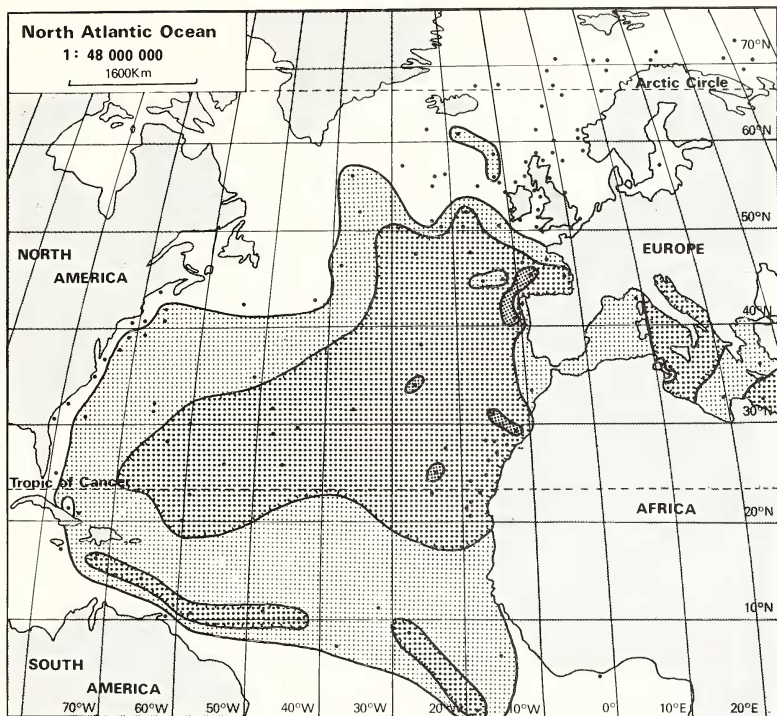 North Atlantic Ocean
1: 48 000 000
1600Km
70°N
Arctic Circle
60°N
50°N
NORTH
AMERICA
EUROPE
40°N
30°N
Tropic of Cancer
AFRICA
20°N
10°N
SOUTH
AMERICA
70°W 60°W 50°W 40°W 30°W 20°W 10°W 0° 10°E 20°E